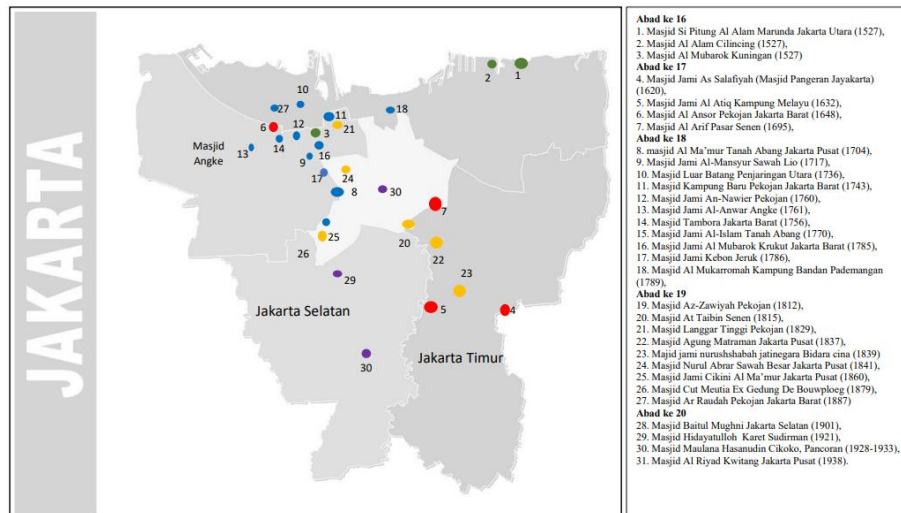 JAKARTA
2
1
10
27
18
11
6
12
21
Masjid
Angke
3
14
13
16
9
24
17
30
8
7
20
25
26
22
23
29
Jakarta Selatan
5
4
Jakarta Timur
30
Abad ke 16
1. Masjid Si Pitung Al Alam Marunda Jakarta Utara (1527),
2. Masjid Al Alam Cilincing (1527),
3. Masjid Al Mubarok Kuningan (1527)
Abad ke 17
4. Masjid Jami As Salafiyah (Masjid Pangeran Jayakarta)
(1620),
5. Masjid Jami Al Atiq Kampung Melayu (1632),
6. Masjid Al Ansor Pekojan Jakarta Barat (1648),
7. Masjid Al Arif Pasar Senen (1695),
Abad ke 18
8. masjid Al Ma'mur Tanah Abang Jakarta Pusat (1704),
9. Masjid Jami Al-Mansyur Sawah Lio (1717),
10. Masjid Luar Batang Penjaringan Utara (1736),
11. Masjid Kampung Baru Pekojan Jakarta Barat (1743),
12. Masjid Jami An-Nawier Pekojan (1760),
13. Masjid Jami Al-Anwar Angke (1761),
14. Masjid Tambora Jakarta Barat (1756),
15. Masjid Jami Al-Islam Tanah Abang (1770),
16. Masjid Jami Al Mubarok Krukut Jakarta Barat (1785),
17. Masjid Jami Kebon Jeruk (1786),
18. Masjid Al Mukarromah Kampung Bandan Pademangan
(1789),
Abad ke 19
19. Masjid Az-Zawiyah Pekojan (1812),
20. Masjid At Taibin Senen (1815),
21. Masjid Langgar Tinggi Pekojan (1829),
22. Masjid Agung Matraman Jakarta Pusat (1837),
23. Majid jami nurushshabah jatinegara Bidara cina (1839)
24. Masjid Nurul Abrar Sawah Besar Jakarta Pusat (1841),
25. Masjid Jami Cikini Al Ma'mur Jakarta Pusat (1860),
26. Masjid Cut Meutia Ex Gedung De Bouwploeg (1879),
27. Masjid Ar Raudah Pekojan Jakarta Barat (1887)
Abad ke 20
28. Masjid Baitul Mughni Jakarta Selatan (1901),
29. Masjid Hidayatulloh Karet Sudirman (1921),
30. Masjid Maulana Hasanudin Cikoko, Pancoran (1928-1933),
31. Masjid Al Riyad Kwitang Jakarta Pusat (1938).